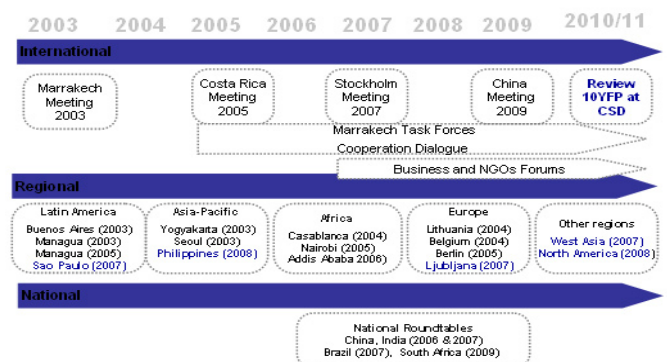 2003 2004 2005 2006 2007 2008 2009 2010/11
International
Marrakech
Meeting
2003
Costa Rica
Meeting
2005
Stockholm
Meeting
2007
China
Meeting
2009
Review
10YFP at
CSD
Marrakech Task Forces
Cooperation Dialogue
Business and NGOs Forums
Regional
Latin America
Buenos Aires (2003)
Managua (2003)
Managua (2005)
Sao Paulo (2007)
Asia-Pacific
Yogyakarta (2003)
Seoul (2003)
Philippines (2008)
Africa
Casablanca (2004)
Nairobi (2005)
Addis Ababa 2006)
Europe
Lithuania (2004)
Belgium (2004)
Berlin (2005)
Ljubljana (2007)
Other regions
West Asia (2007)
North America (2008)
National
National Roundtables
China, India (2006 & 2007)
Brazil (2007), South Africa (2009)